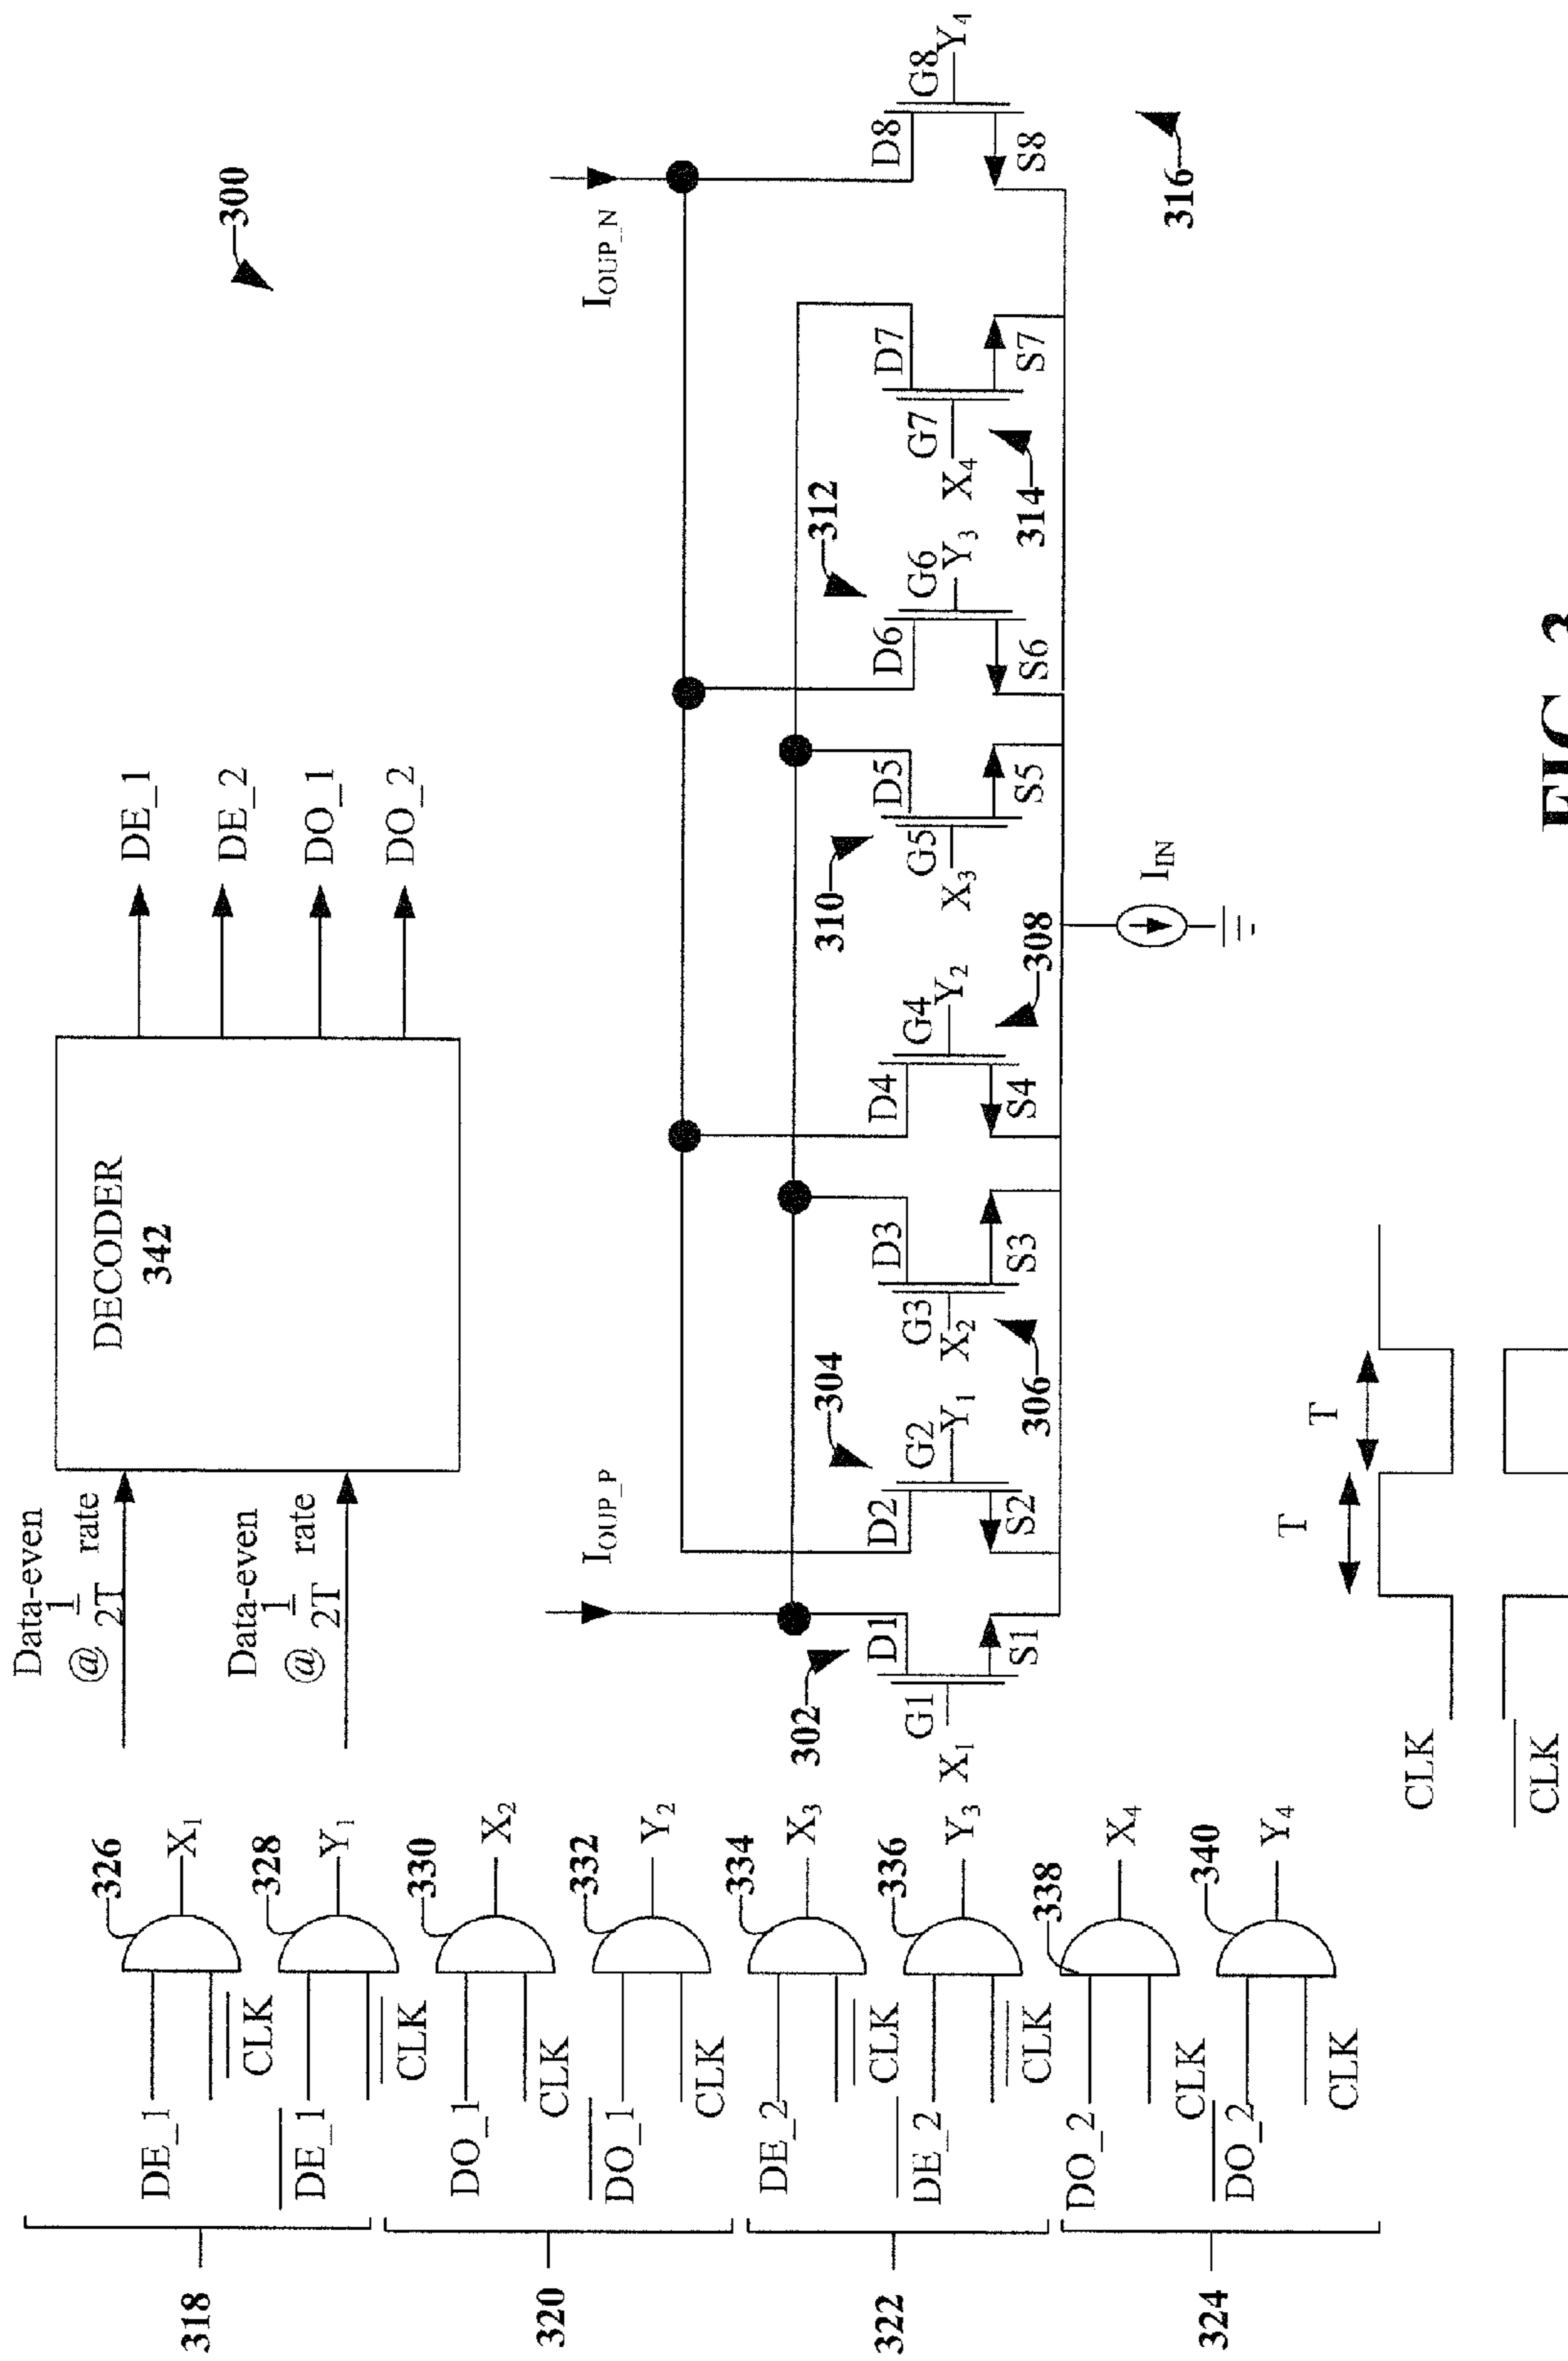 300
DECODER
342
Data-even
@ 1/2T rate
Data-even
@ 1/2T rate
DE_1
DE_2
DO_1
DO_2
318
DE_1
CLK
326
X1
DE_1
CLK
328
Y1
320
DO_1
CLK
330
X2
DO_1
CLK
332
Y2
322
DE_2
CLK
334
X3
DE_2
CLK
336
Y3
324
DO_2
CLK
338
X4
DO_2
CLK
340
Y4
IOUP_P
IOUP_N
302
D1
G1
X1
S1
304
D2
G2
Y1
S2
306
D3
G3
X2
S3
308
D4
G4
Y2
S4
310
D5
G5
X3
S5
312
D6
G6
Y3
S6
314
D7
G7
X4
S7
316
D8
G8
Y4
S8
IIN
CLK
T
T
CLK
FIG. 3